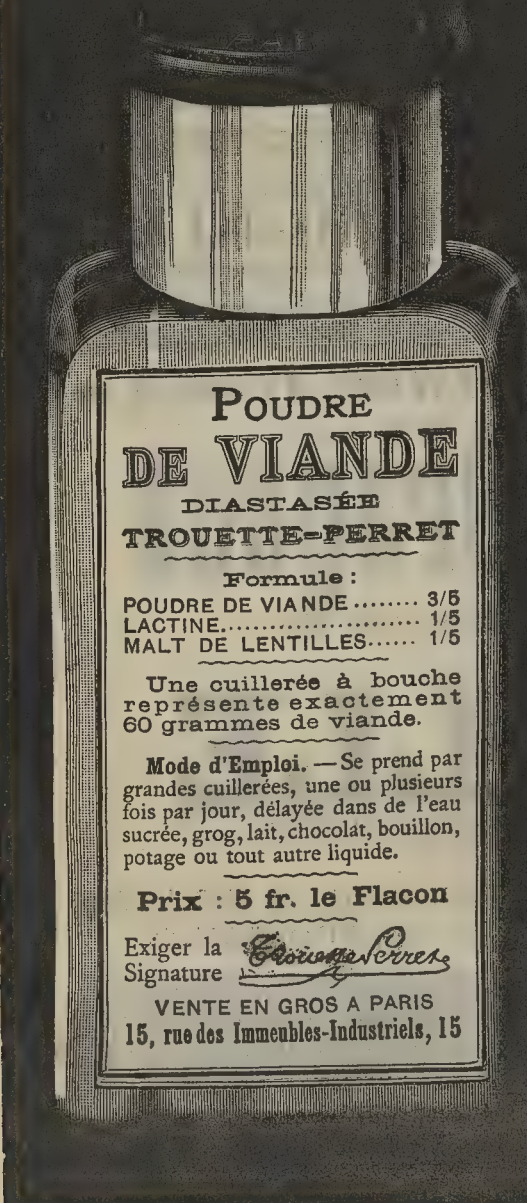 POUDRE
DE VIANDE
DIASTASÉE
TROUETTE-PERRET
Formule :
POUDRE DE VIANDE ........ 3/5
LACTINE........................ 1/5
MALT DE LENTILLES...... 1/5
Une cuillerée à bouche
représente exactement
60 grammes de viande.
Mode d'Emploi. — Se prend par
grandes cuillerées, une ou plusieurs
fois par jour, délayée dans de l'eau
sucrée, grog, lait, chocolat, bouillon,
potage ou tout autre liquide.
Prix : 5 fr. le Flacon
Exiger la
Signature Trouette Perret
VENTE EN GROS A PARIS
15, rue des Immeubles-Industriels, 15